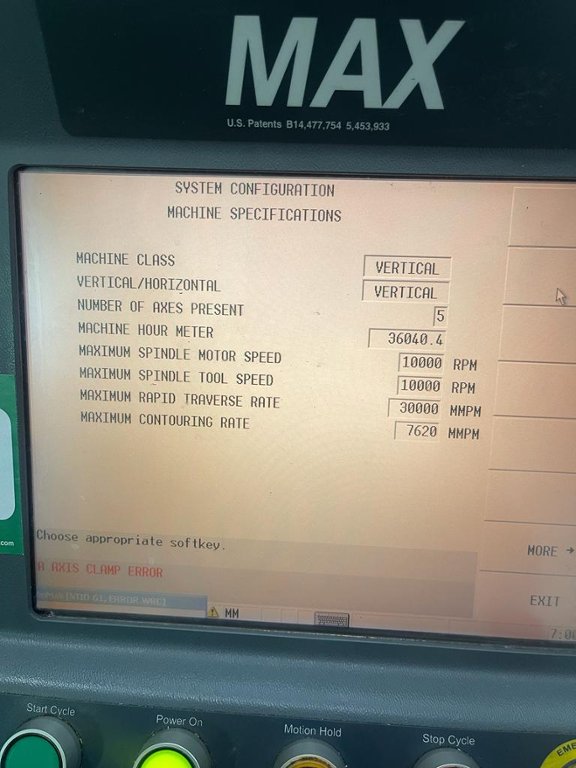 MAX
U.S. Patents B14,477,754 5,453,933
SYSTEM CONFIGURATION
MACHINE SPECIFICATIONS
MACHINE CLASS VERTICAL
VERTICAL/HORIZONTAL VERTICAL
NUMBER OF AXES PRESENT 5
MACHINE HOUR METER 36040.4
MAXIMUM SPINDLE MOTOR SPEED 10000 RPM
MAXIMUM SPINDLE TOOL SPEED 10000 RPM
MAXIMUM RAPID TRAVERSE RATE 30000 MMPM
MAXIMUM CONTOURING RATE 7620 MMPM
Choose appropriate softkey.
MORE →
A AXIS CLAMP ERROR
EXIT
MM
.com
Start Cycle
Power On
Motion Hold
Stop Cycle